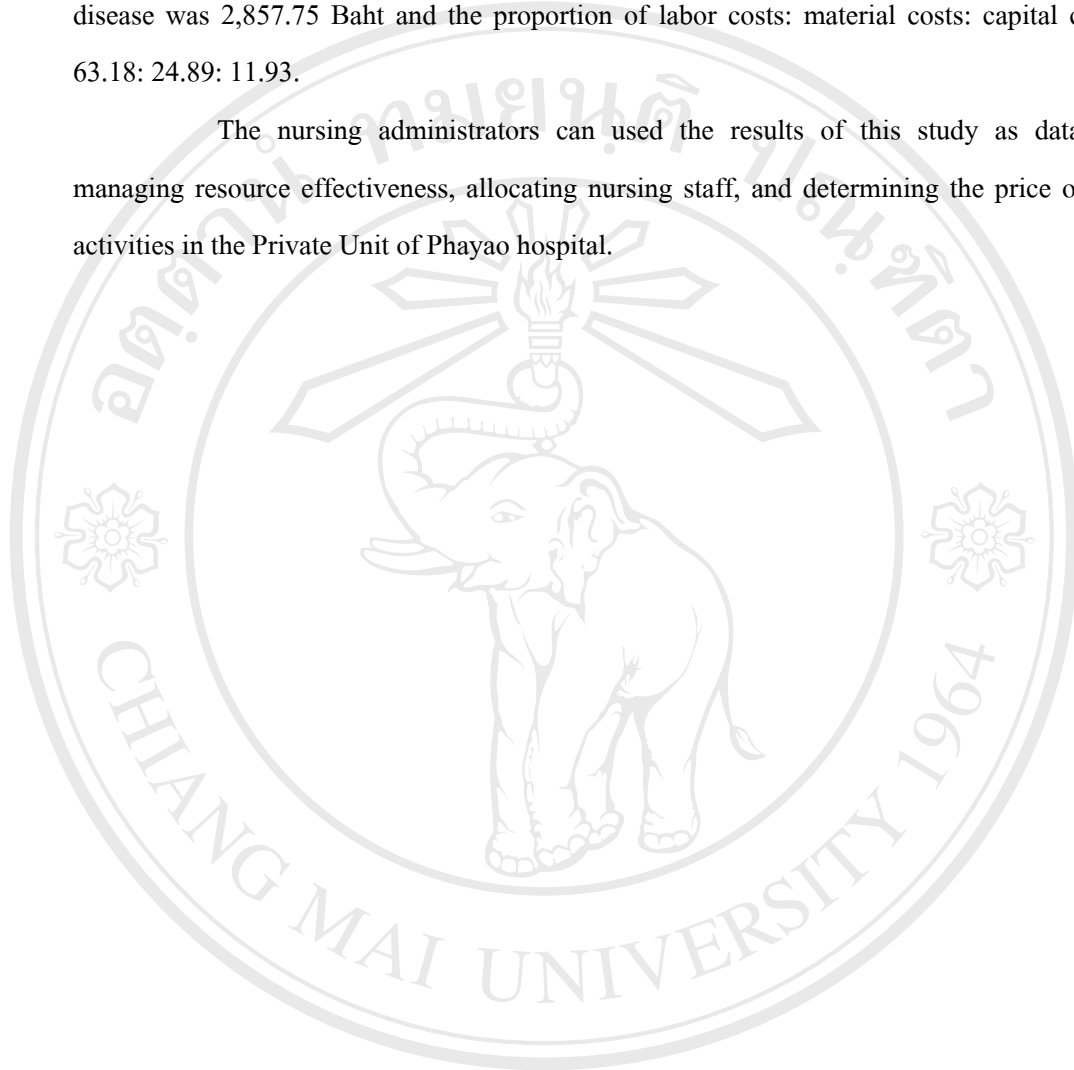 disease was 2,857.75 Baht and the proportion of labor costs: material costs: capital
63.18: 24.89: 11.93.
The nursing administrators can used the results of this study as data
managing resource effectiveness, allocating nursing staff, and determining the price
activities in the Private Unit of Phayao hospital.
CHIANG MAI UNIVERSITY 1964